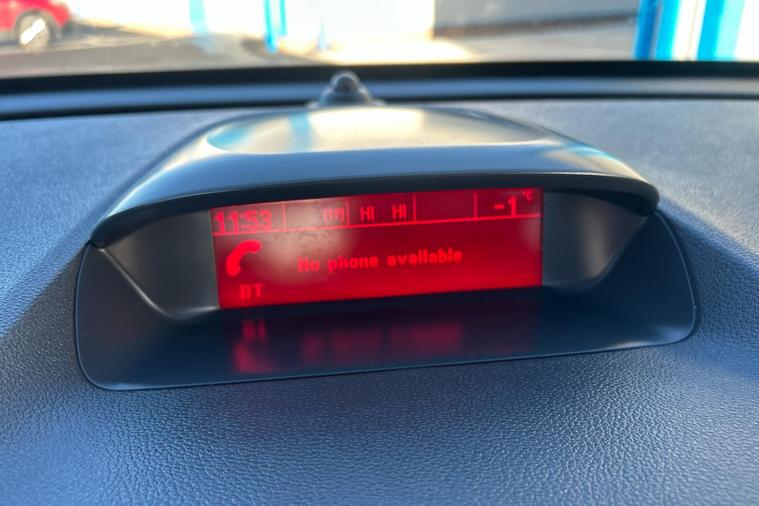 11:53 HI HI -1 °C
No phone available
BT